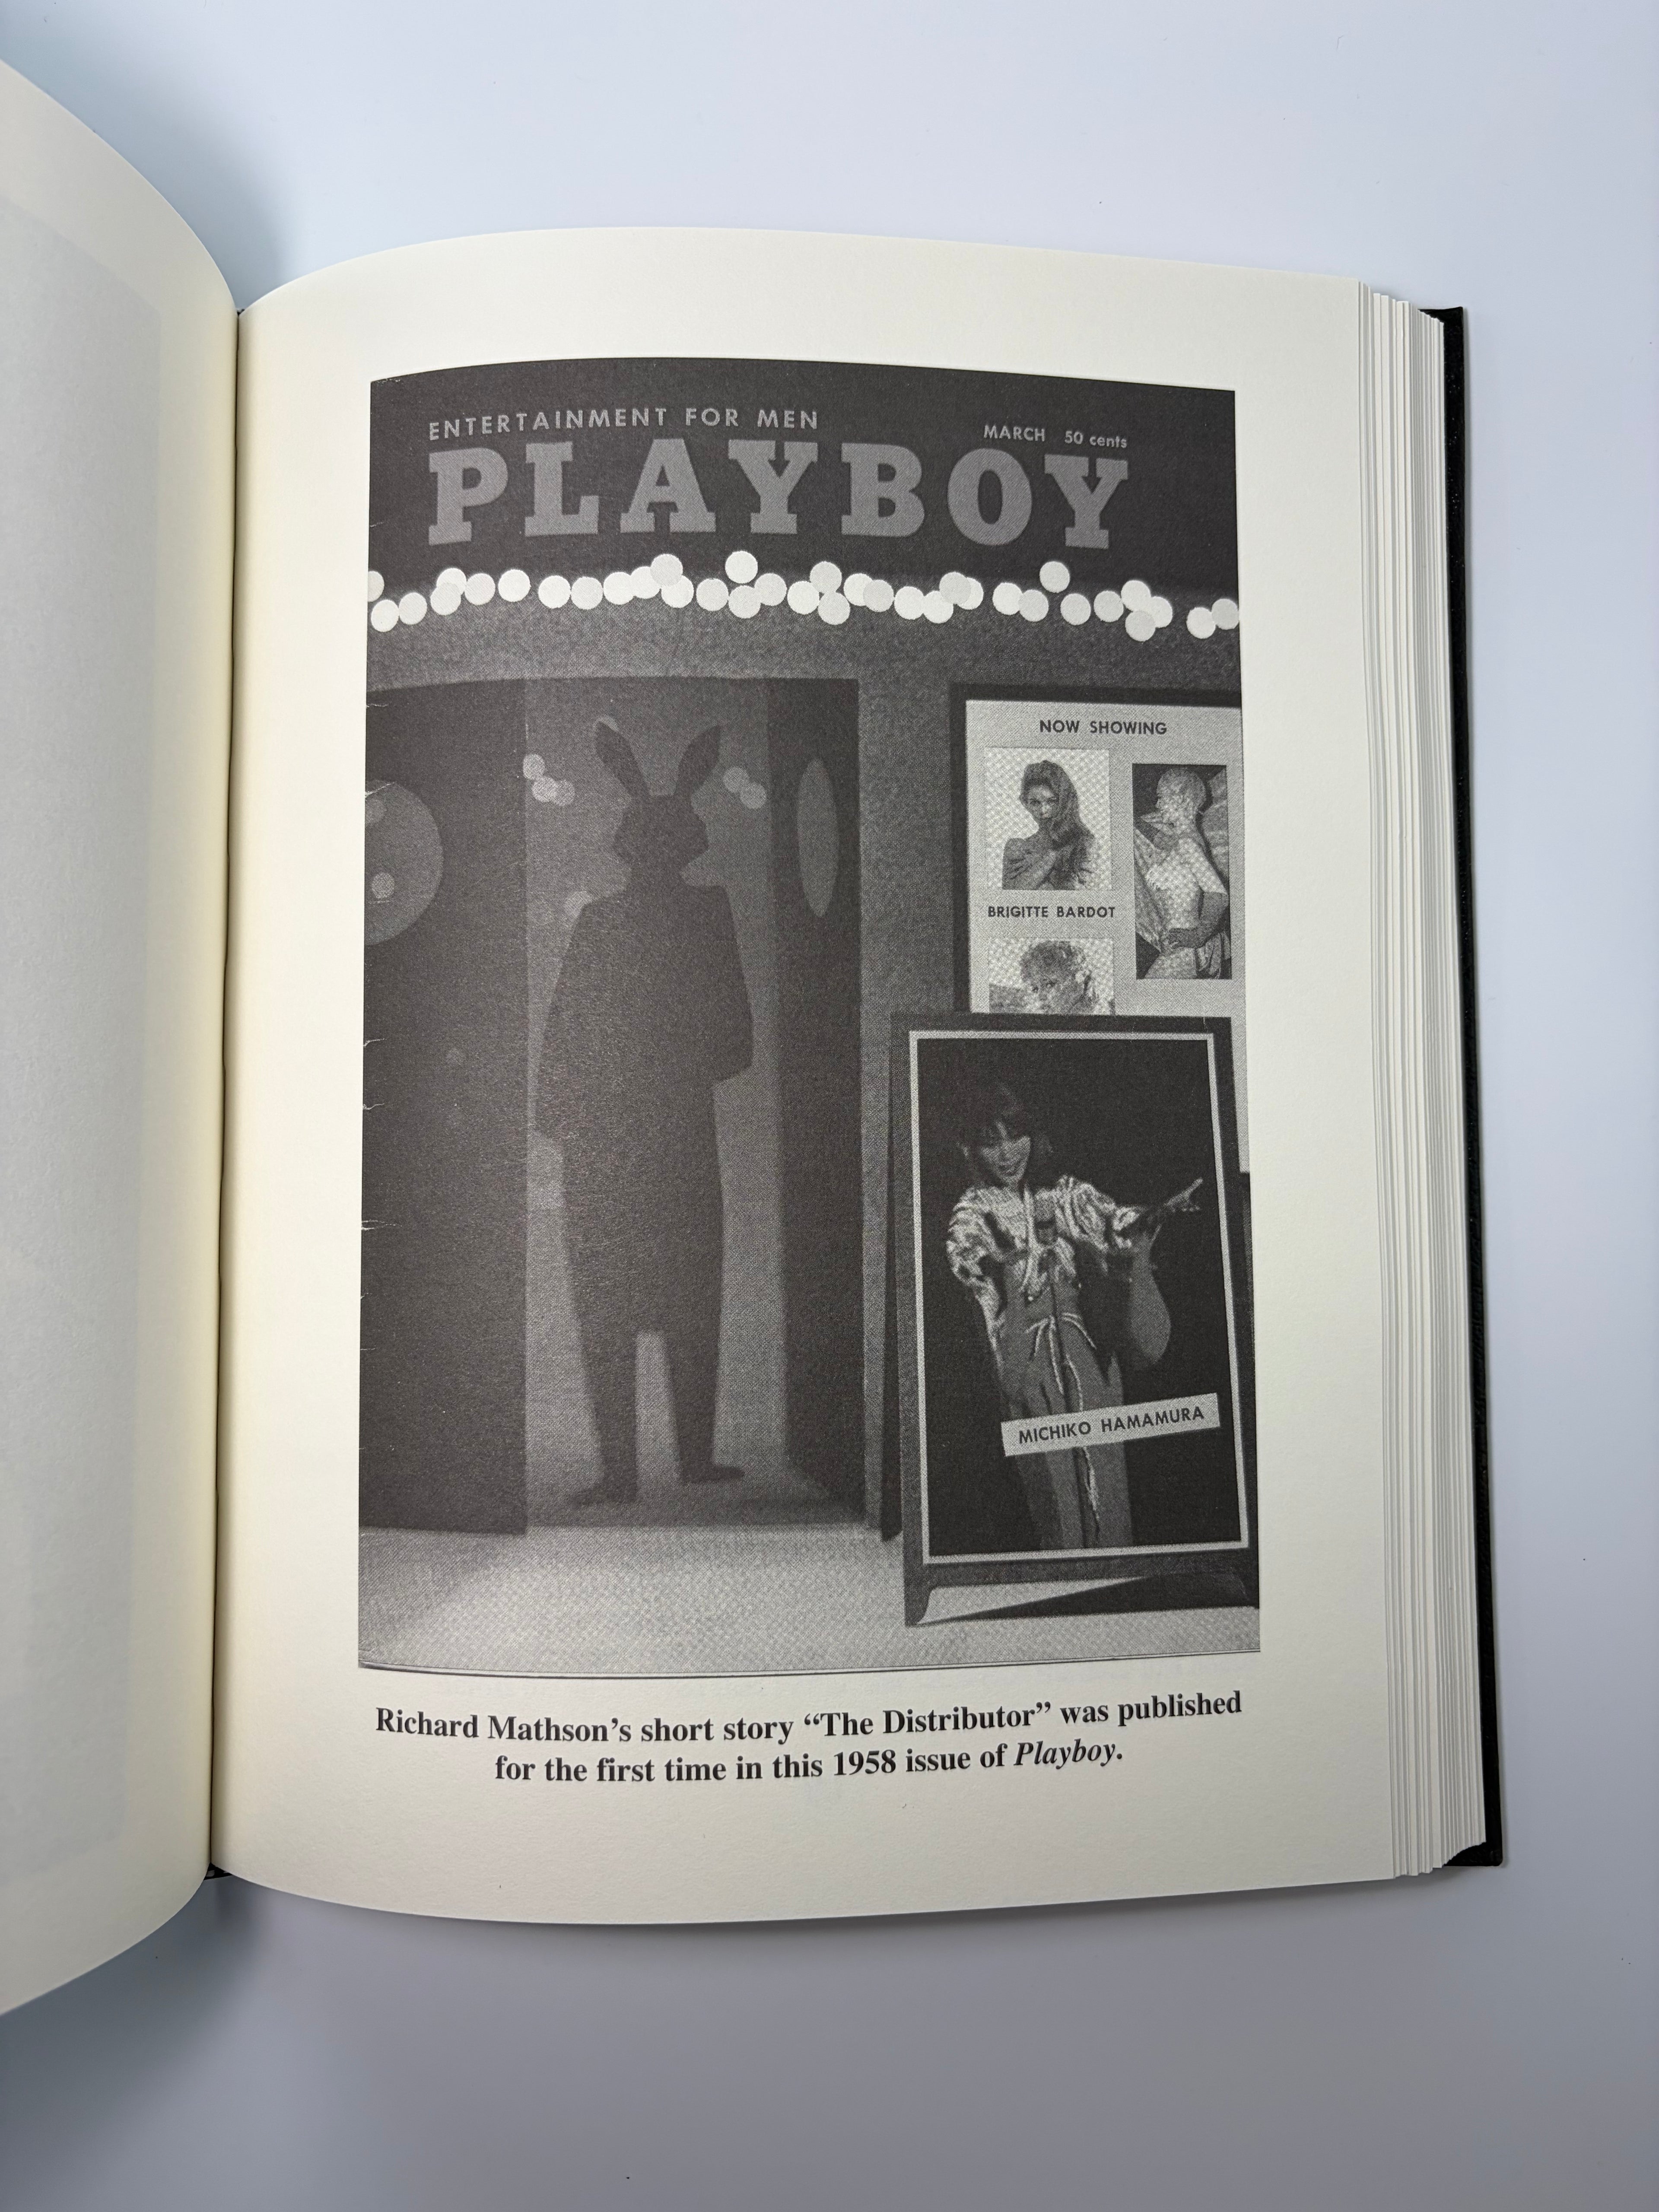 ENTERTAINMENT FOR MEN
MARCH 50 cents
PLAYBOY
NOW SHOWING
BRIGITTE BARDOT
MICHIKO HAMAMURA
Richard Mathson’s short story “The Distributor” was published
for the first time in this 1958 issue of Playboy.